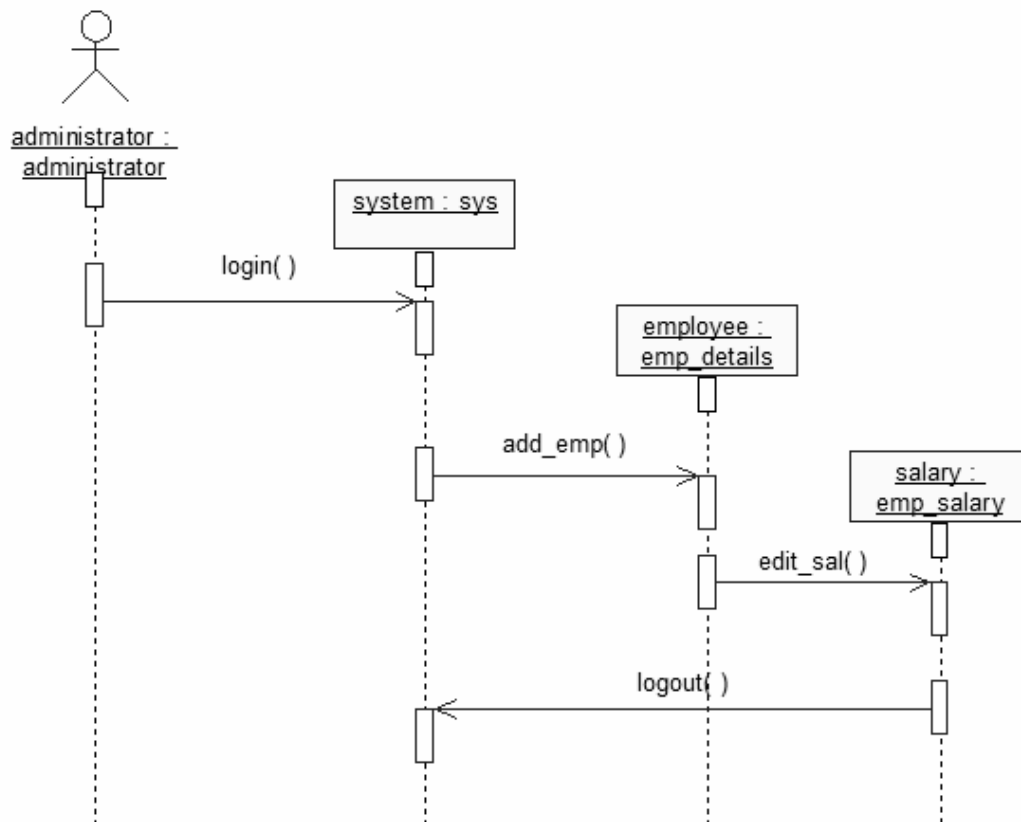 administrator :
administrator
system : sys
login( )
employee :
emp_details
add_emp( )
salary :
emp_salary
edit_sal( )
logout( )